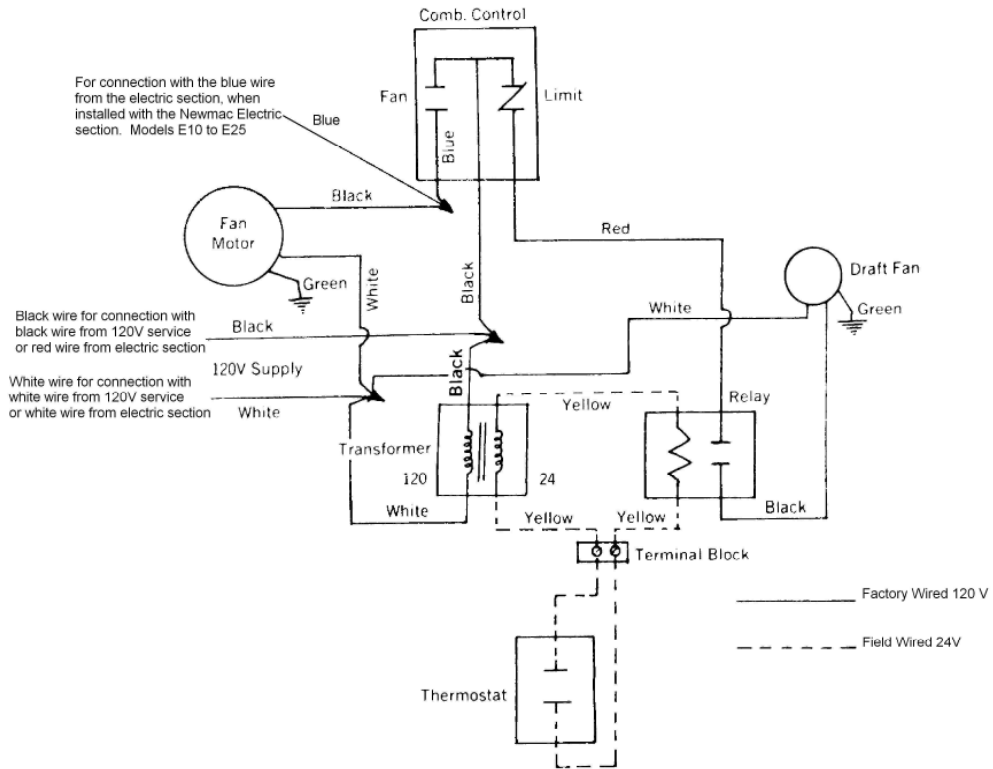 Comb. Control
For connection with the blue wire
from the electric section, when
installed with the Newmac Electric
section.  Models E10 to E25
Blue
Fan
Limit
Blue
Black
Fan
Motor
Green
White
Black
Red
Draft Fan
Green
White
Black wire for connection with
black wire from 120V service
or red wire from electric section
Black
120V Supply
White wire for connection with
white wire from 120V service
or white wire from electric section
White
Black
Yellow
Relay
Transformer
120
24
White
Yellow
Yellow
Black
Terminal Block
Factory Wired 120 V
Field Wired 24V
Thermostat